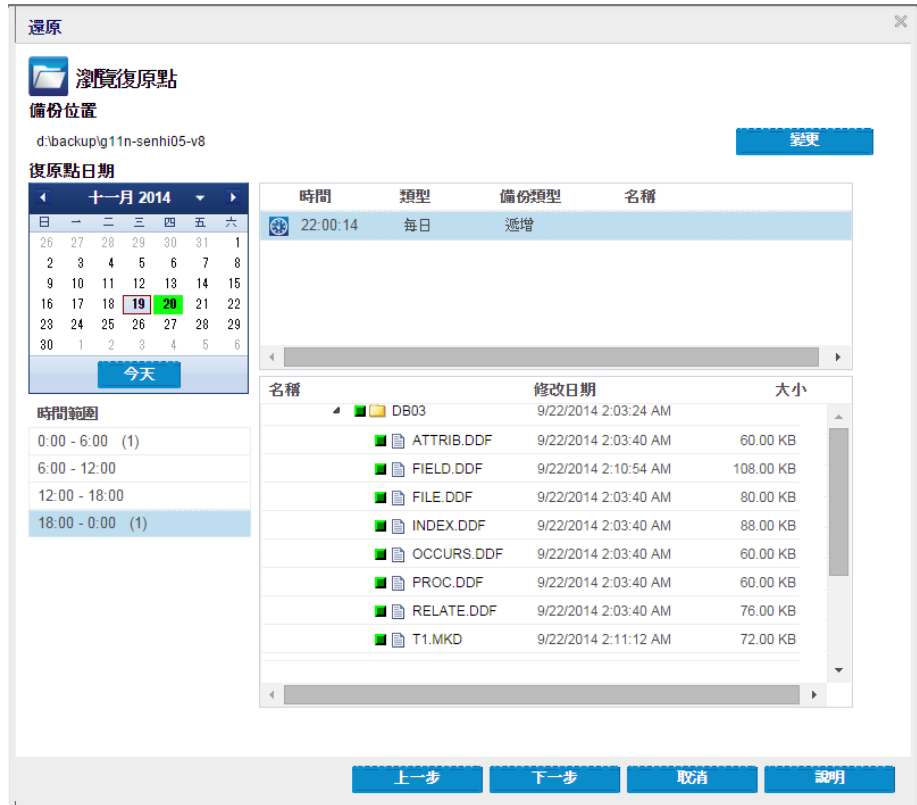 還原
瀏覽復原點
備份位置
d:\backup\g11n-senhi05-v8
變更
復原點日期
十一月 2014
日 一 二 三 四 五 六
26 27 28 29 30 31 1
2 3 4 5 6 7 8
9 10 11 12 13 14 15
16 17 18 19 20 21 22
23 24 25 26 27 28 29
30 1 2 3 4 5 6
今天
時間範圍
0:00 - 6:00 (1)
6:00 - 12:00
12:00 - 18:00
18:00 - 0:00 (1)
時間 類型 備份類型 名稱
22:00:14 每日 遞增
名稱 修改日期 大小
DB03 9/22/2014 2:03:24 AM
ATTRIB.DDF 9/22/2014 2:03:40 AM 60.00 KB
FIELD.DDF 9/22/2014 2:10:54 AM 108.00 KB
FILE.DDF 9/22/2014 2:03:40 AM 80.00 KB
INDEX.DDF 9/22/2014 2:03:40 AM 88.00 KB
OCCURS.DDF 9/22/2014 2:03:40 AM 60.00 KB
PROC.DDF 9/22/2014 2:03:40 AM 60.00 KB
RELATE.DDF 9/22/2014 2:03:40 AM 76.00 KB
T1.MKD 9/22/2014 2:11:12 AM 72.00 KB
上一步 下一步 取消 說明